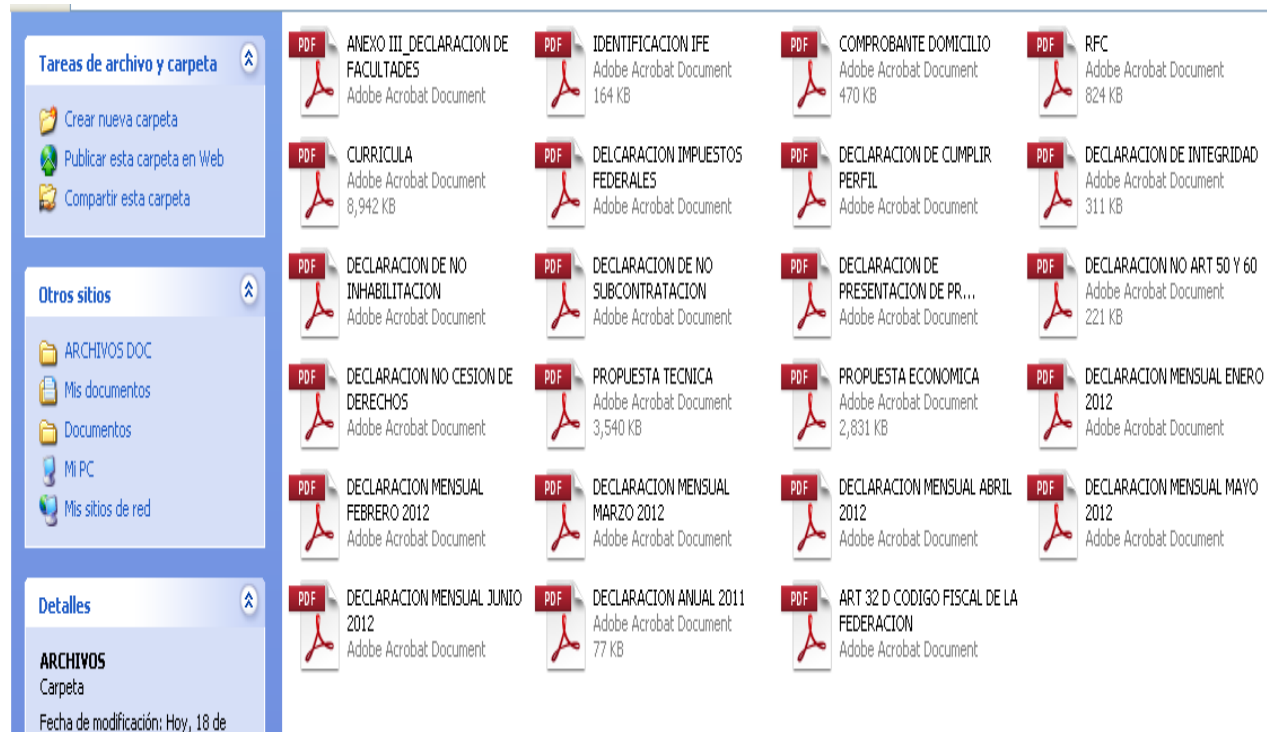 Tareas de archivo y carpeta
Crear nueva carpeta
Publicar esta carpeta en Web
Compartir esta carpeta
Otros sitios
ARCHIVOS DOC
Mis documentos
Documentos
Mi PC
Mis sitios de red
Detalles
ARCHIVOS
Carpeta
Fecha de modificación: Hoy, 18 de
PDF
ANEXO III_DECLARACION DE
FACULTADES
Adobe Acrobat Document
PDF
IDENTIFICACION IFE
Adobe Acrobat Document
164 KB
PDF
COMPROBANTE DOMICILIO
Adobe Acrobat Document
470 KB
PDF
RFC
Adobe Acrobat Document
824 KB
PDF
CURRICULA
Adobe Acrobat Document
8,942 KB
PDF
DELCARACION IMPUESTOS
FEDERALES
Adobe Acrobat Document
PDF
DECLARACION DE CUMPLIR
PERFIL
Adobe Acrobat Document
PDF
DECLARACION DE INTEGRIDAD
Adobe Acrobat Document
311 KB
PDF
DECLARACION DE NO
INHABILITACION
Adobe Acrobat Document
PDF
DECLARACION DE NO
SUBCONTRATACION
Adobe Acrobat Document
PDF
DECLARACION DE
PRESENTACION DE PR...
Adobe Acrobat Document
PDF
DECLARACION NO ART 50 Y 60
Adobe Acrobat Document
221 KB
PDF
DECLARACION NO CESION DE
DERECHOS
Adobe Acrobat Document
PDF
PROPUESTA TECNICA
Adobe Acrobat Document
3,540 KB
PDF
PROPUESTA ECONOMICA
Adobe Acrobat Document
2,831 KB
PDF
DECLARACION MENSUAL ENERO
2012
Adobe Acrobat Document
PDF
DECLARACION MENSUAL
FEBRERO 2012
Adobe Acrobat Document
PDF
DECLARACION MENSUAL
MARZO 2012
Adobe Acrobat Document
PDF
DECLARACION MENSUAL ABRIL
2012
Adobe Acrobat Document
PDF
DECLARACION MENSUAL MAYO
2012
Adobe Acrobat Document
PDF
DECLARACION MENSUAL JUNIO
2012
Adobe Acrobat Document
PDF
DECLARACION ANUAL 2011
Adobe Acrobat Document
77 KB
PDF
ART 32 D CODIGO FISCAL DE LA
FEDERACION
Adobe Acrobat Document